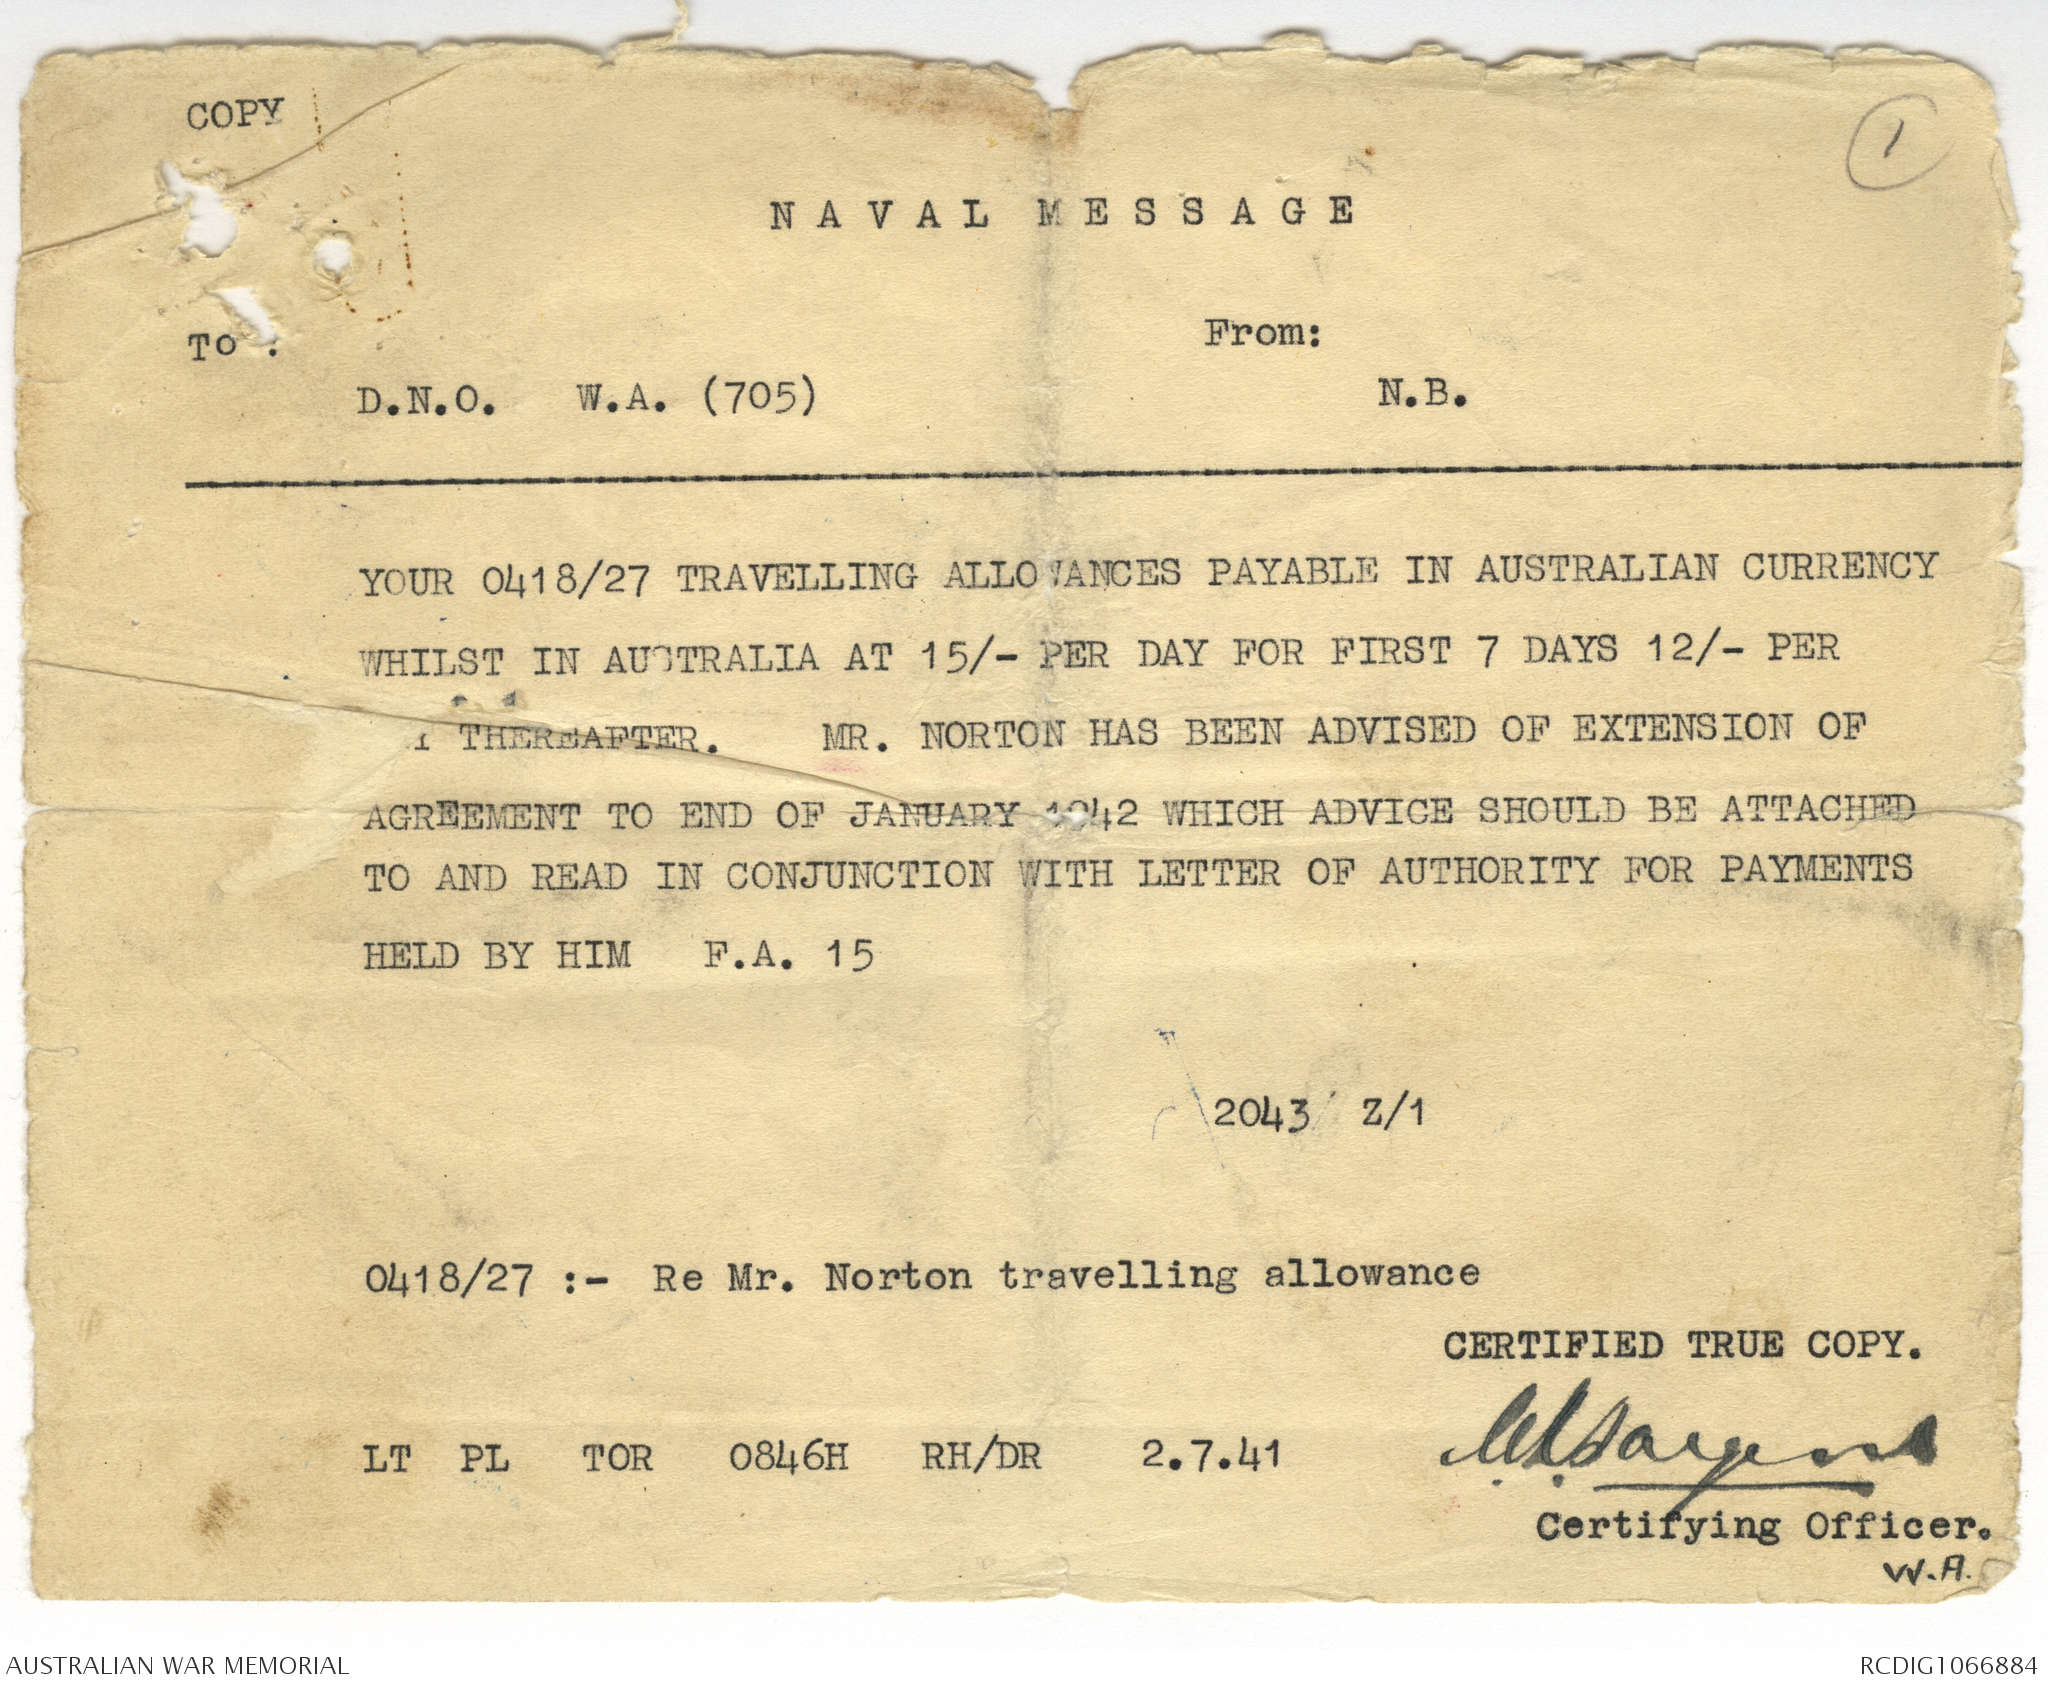 COPY
1
NAVAL MESSAGE
To :
From:
D.N.O. W.A. (705)
N.B.
YOUR 0418/27 TRAVELLING ALLOWANCES PAYABLE IN AUSTRALIAN CURRENCY
WHILST IN AUSTRALIA AT 15/- PER DAY FOR FIRST 7 DAYS 12/- PER
THEREAFTER. MR. NORTON HAS BEEN ADVISED OF EXTENSION OF
AGREEMENT TO END OF JANUARY 1942 WHICH ADVICE SHOULD BE ATTACHED
TO AND READ IN CONJUNCTION WITH LETTER OF AUTHORITY FOR PAYMENTS
HELD BY HIM F.A. 15
2043 Z/1
0418/27 :- Re Mr. Norton travelling allowance
CERTIFIED TRUE COPY.
LT PL TOR 0846H RH/DR 2.7.41
Certifying Officer.
W.A.
AUSTRALIAN WAR MEMORIAL
RCDIG1066884